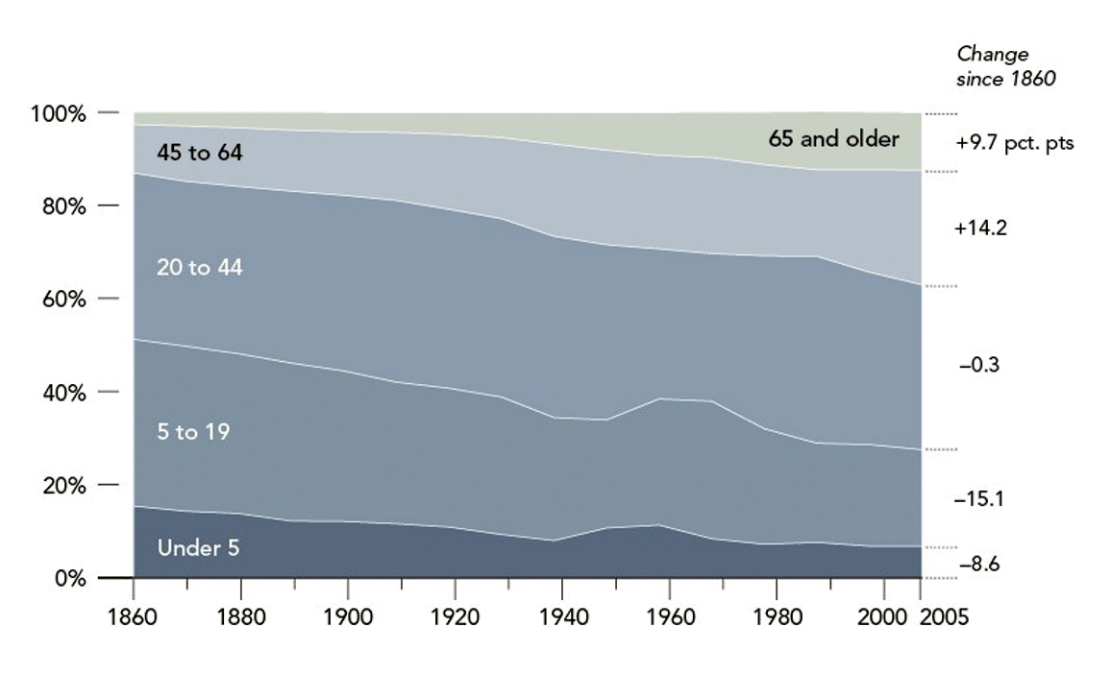 Change
since 1860
100%
65 and older
+9.7 pct. pts
45 to 64
80%
+14.2
20 to 44
60%
–0.3
40%
5 to 19
20%
–15.1
Under 5
–8.6
0%
1860 1880 1900 1920 1940 1960 1980 2000 2005